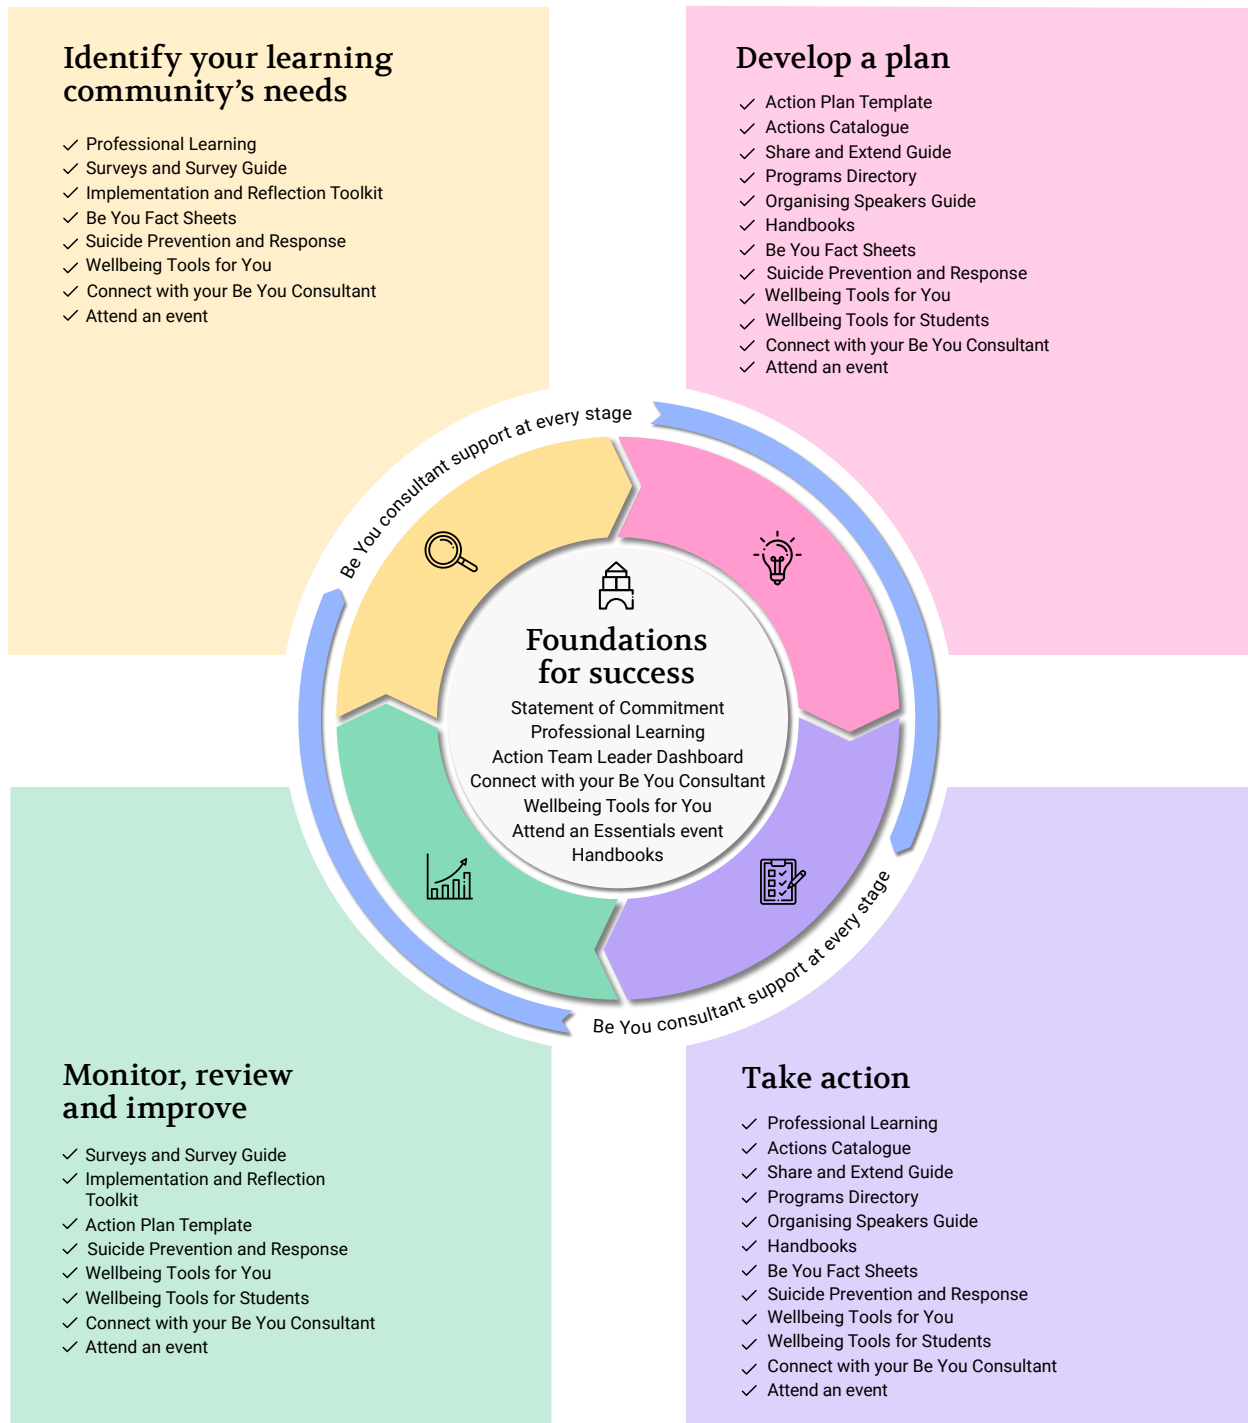 Identify your learning
community’s needs
Professional Learning
Surveys and Survey Guide
Implementation and Reflection Toolkit
Be You Fact Sheets
Suicide Prevention and Response
Wellbeing Tools for You
Connect with your Be You Consultant
Attend an event
Develop a plan
Action Plan Template
Actions Catalogue
Share and Extend Guide
Programs Directory
Organising Speakers Guide
Handbooks
Be You Fact Sheets
Suicide Prevention and Response
Wellbeing Tools for You
Wellbeing Tools for Students
Connect with your Be You Consultant
Attend an event
Be You consultant support at every stage
Foundations
for success
Statement of Commitment
Professional Learning
Action Team Leader Dashboard
Connect with your Be You Consultant
Wellbeing Tools for You
Attend an Essentials event
Handbooks
Be You consultant support at every stage
Monitor, review
and improve
Surveys and Survey Guide
Implementation and Reflection
Toolkit
Action Plan Template
Suicide Prevention and Response
Wellbeing Tools for You
Wellbeing Tools for Students
Connect with your Be You Consultant
Attend an event
Take action
Professional Learning
Actions Catalogue
Share and Extend Guide
Programs Directory
Organising Speakers Guide
Handbooks
Be You Fact Sheets
Suicide Prevention and Response
Wellbeing Tools for You
Wellbeing Tools for Students
Connect with your Be You Consultant
Attend an event